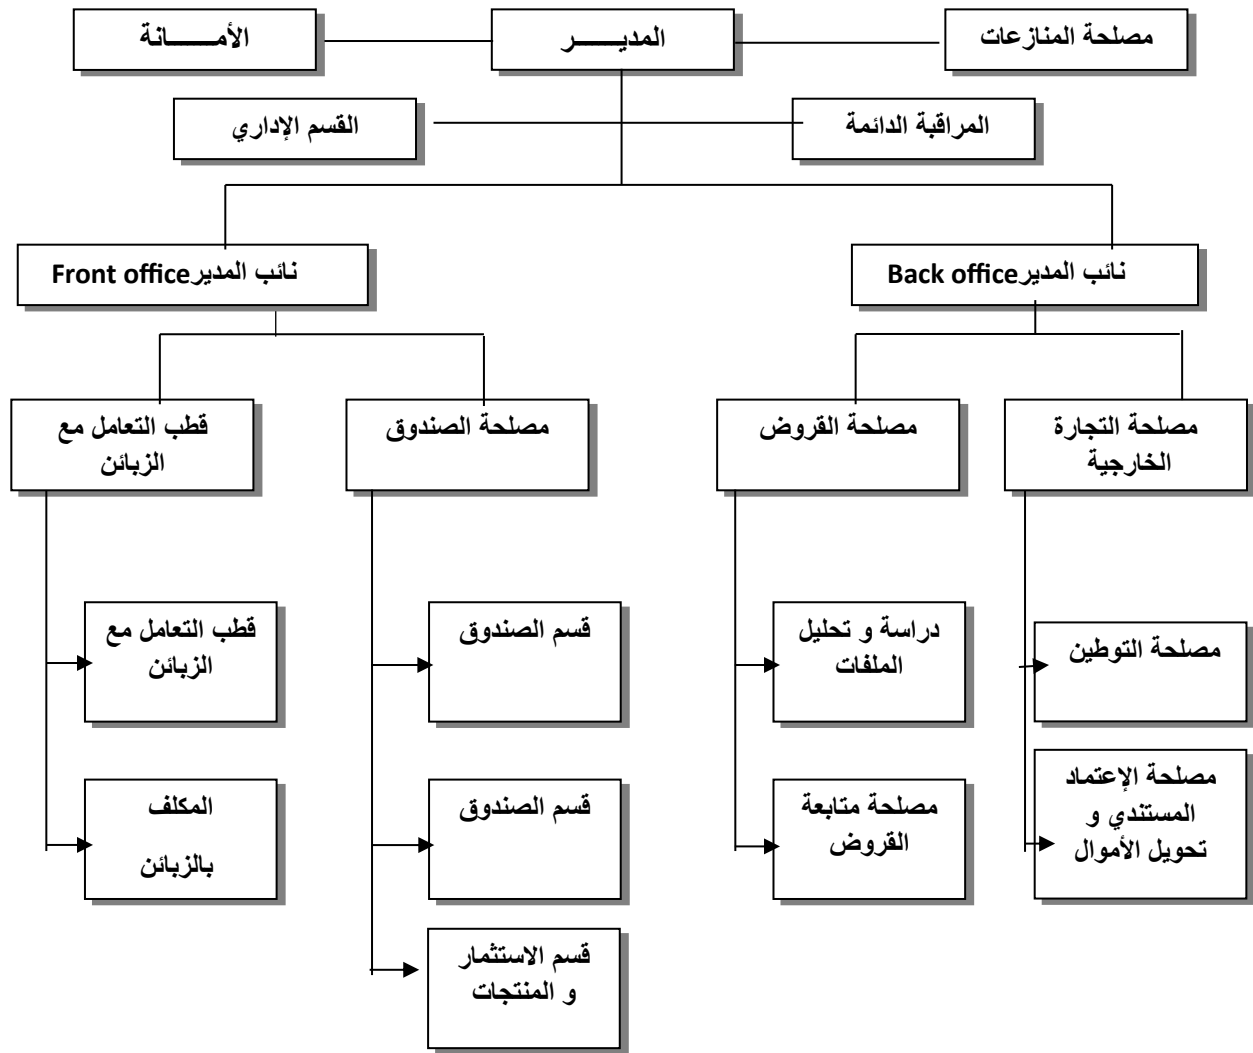 مصلحة المنازعات
المديـــــــر
الأمـــــــانة
المراقبة الدائمة
القسم الإداري
نائب المديرBack office
نائب المديرFront office
مصلحة التجارة
الخارجية
مصلحة القروض
مصلحة الصندوق
قطب التعامل مع
الزبائن
مصلحة التوطين
دراسة و تحليل
الملفات
قسم الصندوق
قطب التعامل مع
الزبائن
مصلحة الإعتماد
المستندي و
تحويل الأموال
مصلحة متابعة
القروض
قسم الصندوق
المكلف
بالزبائن
قسم الاستثمار
و المنتجات